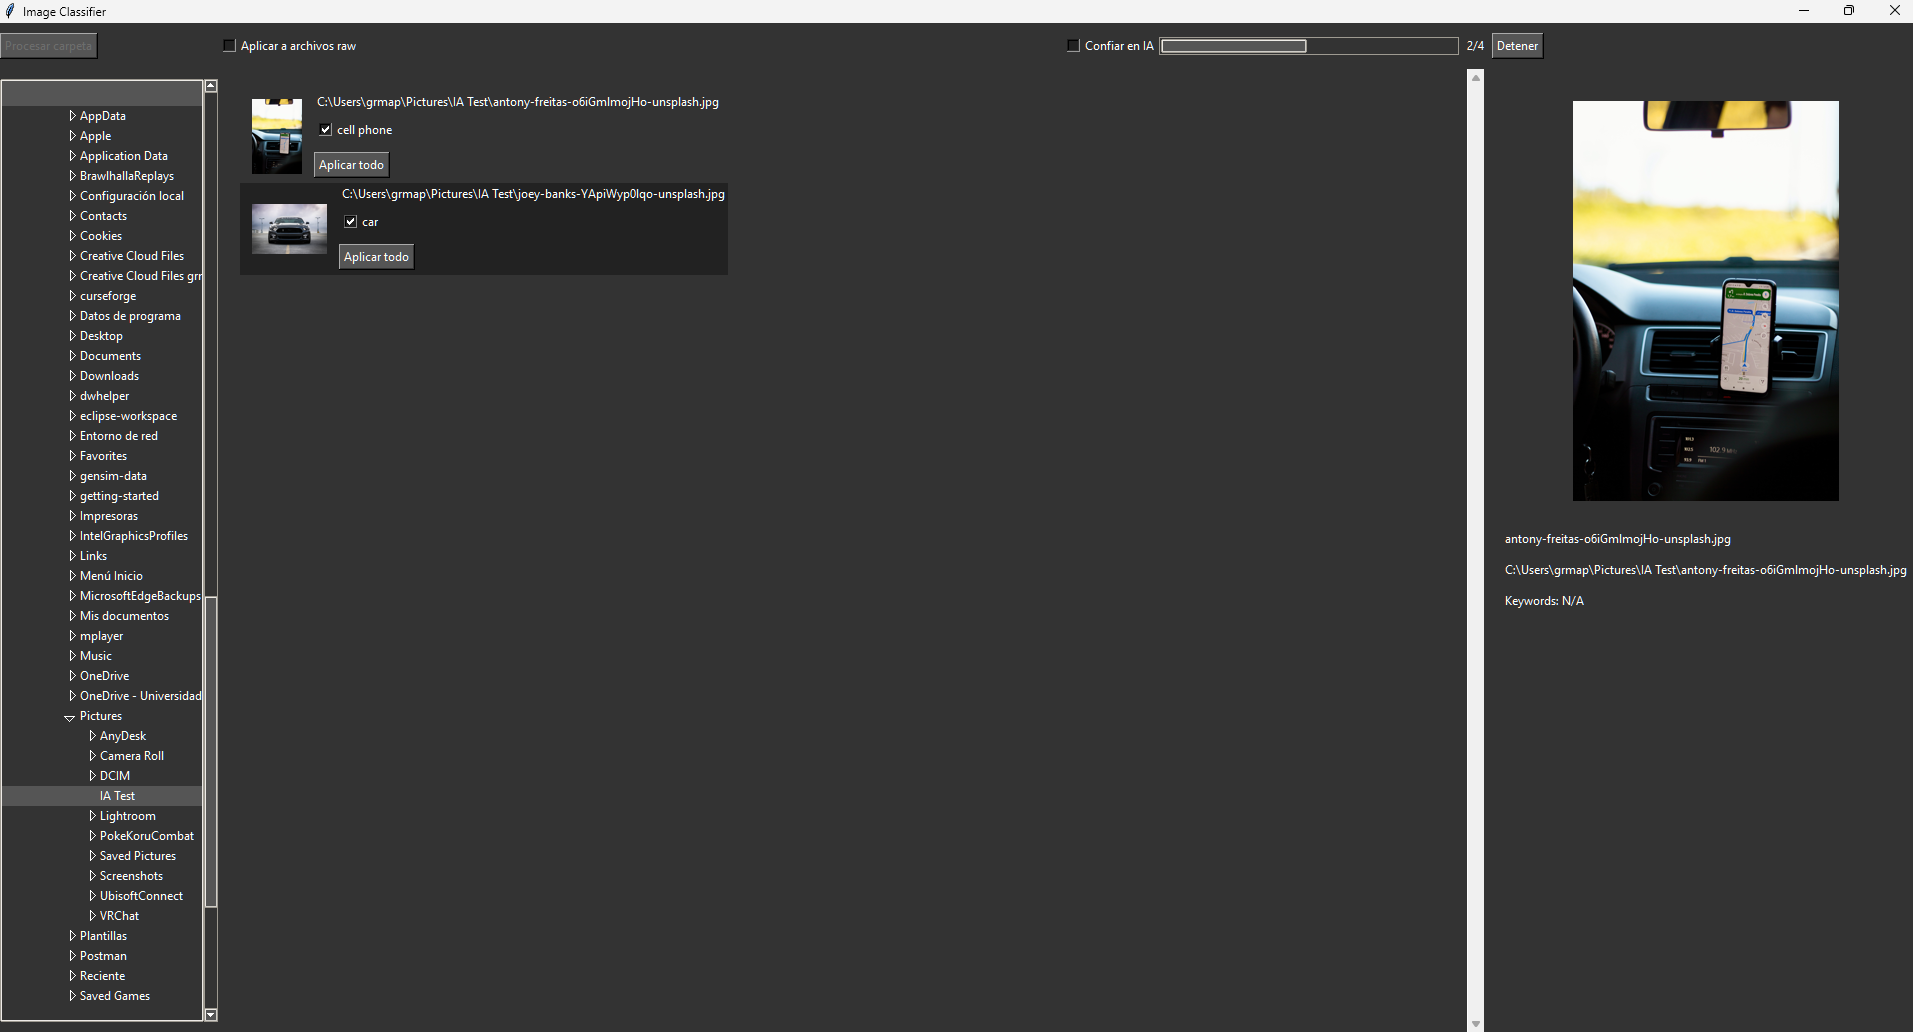 Image Classifier
Procesar carpeta
Aplicar a archivos raw
Confiar en IA
2/4
Detener
AppData
Apple
Application Data
BrawlhallaReplays
Configuración local
Contacts
Cookies
Creative Cloud Files
Creative Cloud Files grr
curseforge
Datos de programa
Desktop
Documents
Downloads
dwhelper
eclipse-workspace
Entorno de red
Favorites
gensim-data
getting-started
Impresoras
IntelGraphicsProfiles
Links
Menú Inicio
MicrosoftEdgeBackups
Mis documentos
mplayer
Music
OneDrive
OneDrive - Universidad
Pictures
AnyDesk
Camera Roll
DCIM
IA Test
Lightroom
PokeKoruCombat
Saved Pictures
Screenshots
UbisoftConnect
VRChat
Plantillas
Postman
Reciente
Saved Games
C:\Users\grmap\Pictures\IA Test\antony-freitas-o6iGmlmojHo-unsplash.jpg
cell phone
Aplicar todo
C:\Users\grmap\Pictures\IA Test\joey-banks-YApiWyp0lqo-unsplash.jpg
car
Aplicar todo
102.9
antony-freitas-o6iGmlmojHo-unsplash.jpg
C:\Users\grmap\Pictures\IA Test\antony-freitas-o6iGmlmojHo-unsplash.jpg
Keywords: N/A